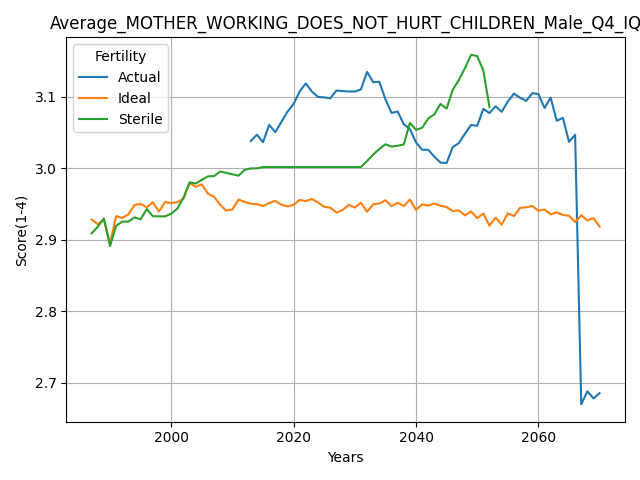 Average_MOTHER_WORKING_DOES_NOT_HURT_CHILDREN_Male_Q4_IQ
Fertility
Actual
Ideal
Sterile
Score(1-4)
3.1
3.0
2.9
2.8
2.7
2000
2020
2040
2060
Years